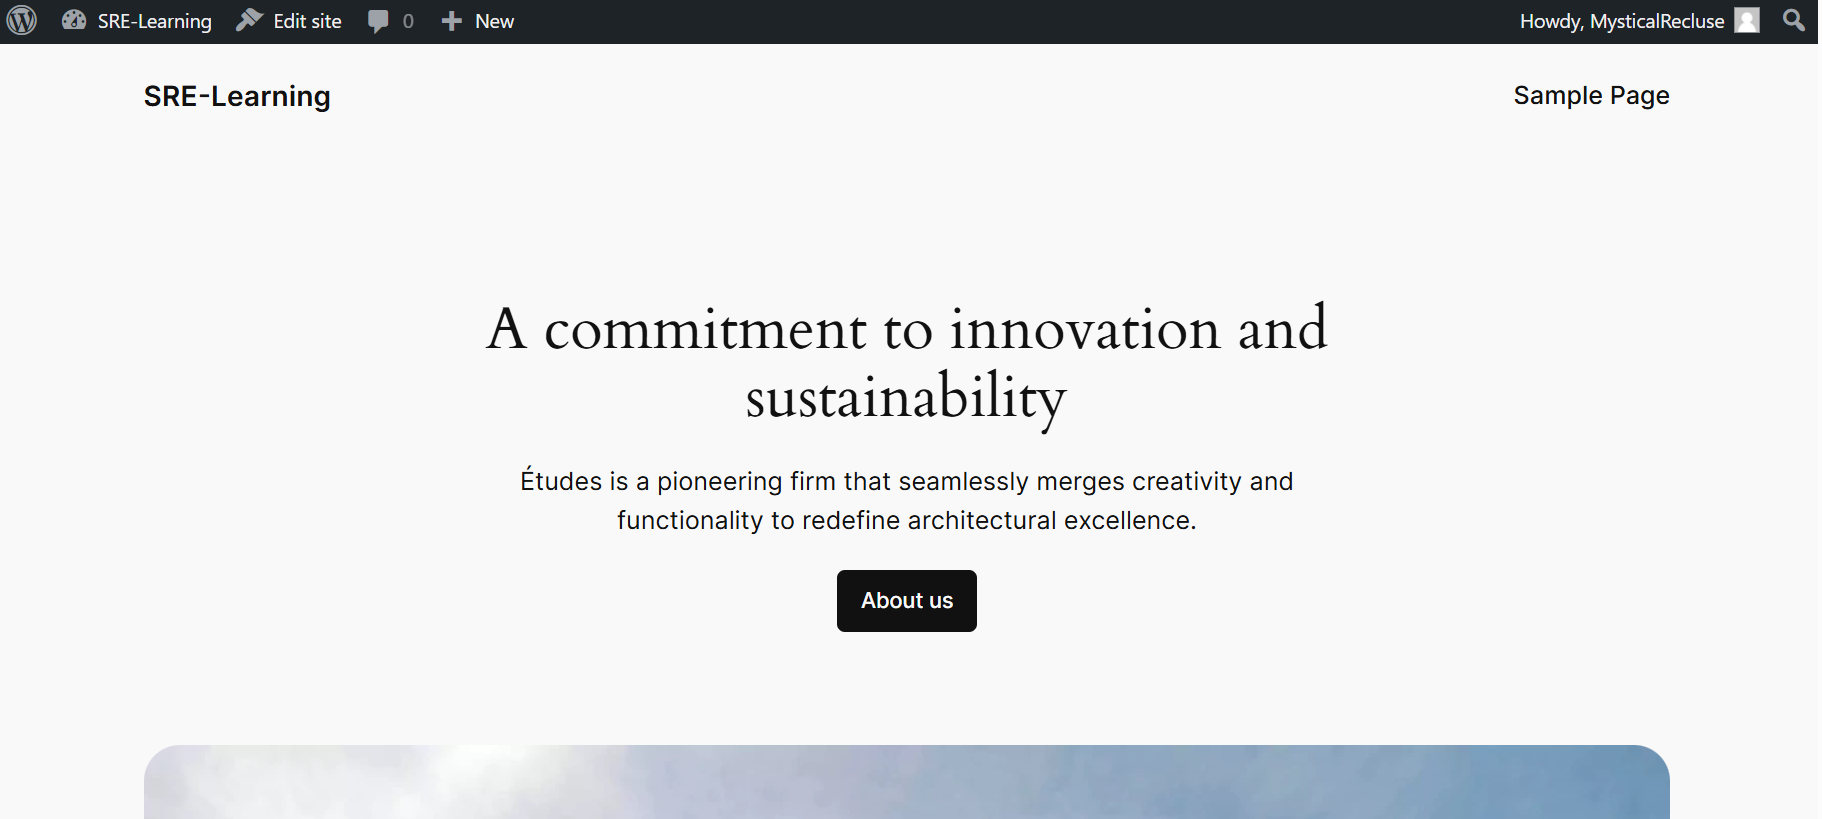 SRE-Learning Edit site 0 New Howdy, MysticalRecluse
SRE-Learning Sample Page
A commitment to innovation and
sustainability
Études is a pioneering firm that seamlessly merges creativity and
functionality to redefine architectural excellence.
About us